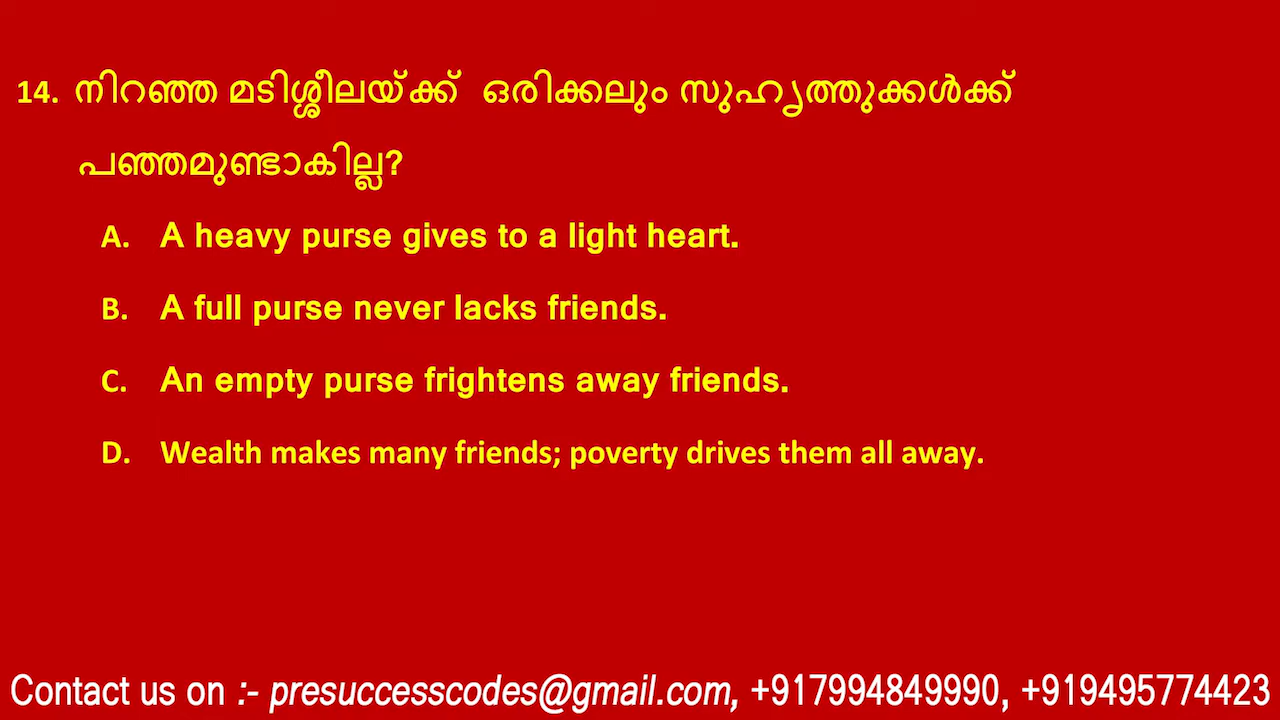 14. നിറഞ്ഞ മടിശ്ശീലയ്ക്ക് ഒരിക്കലും സുഹൃത്തുക്കൾക്ക്
പഞ്ഞമുണ്ടാകില്ല?
A. A heavy purse gives to a light heart.
B. A full purse never lacks friends.
C. An empty purse frightens away friends.
D. Wealth makes many friends; poverty drives them all away.
Contact us on :- presuccesscodes@gmail.com, +917994849990, +919495774423